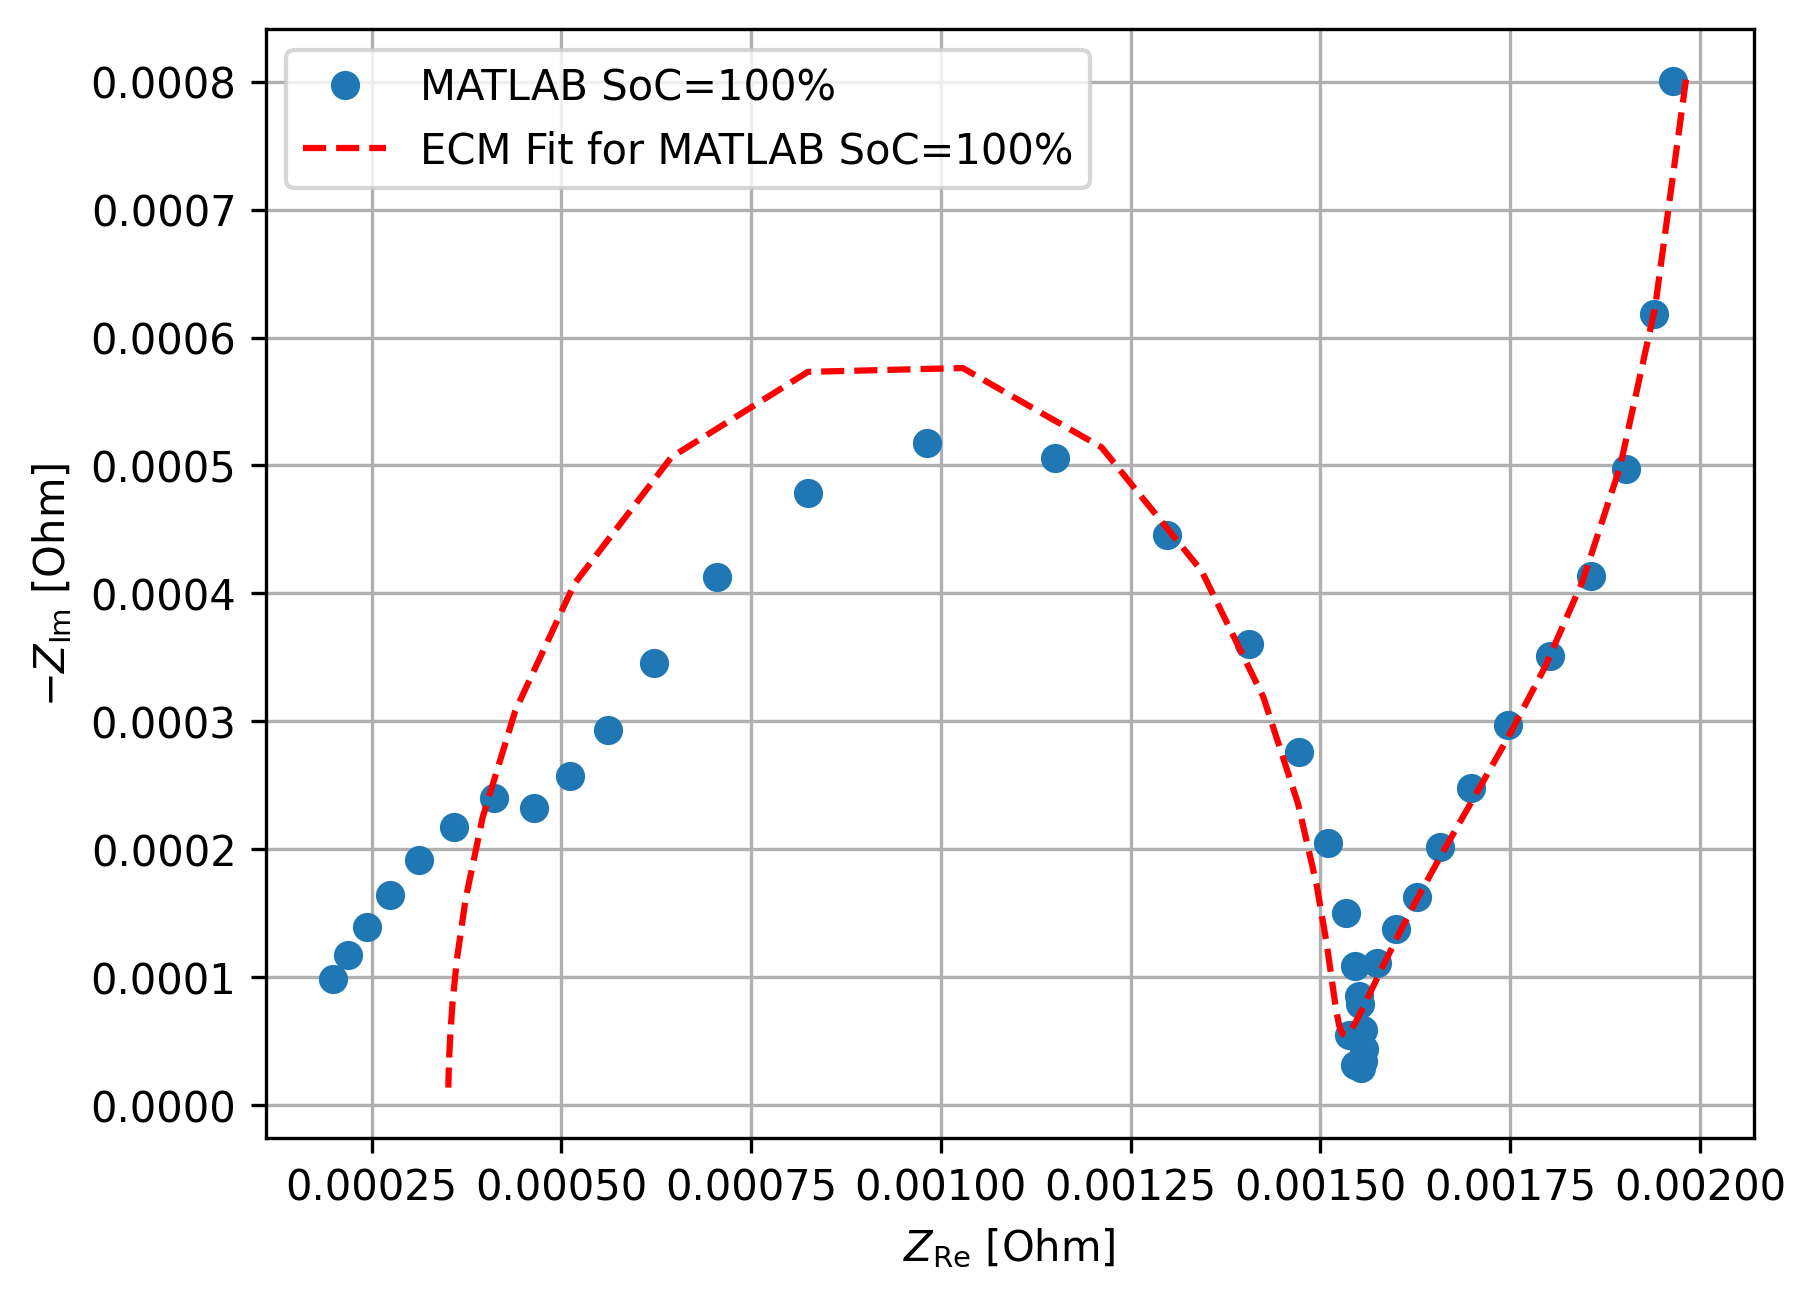 MATLAB SoC=100%
ECM Fit for MATLAB SoC=100%
0.0008
0.0007
0.0006
0.0005
0.0004
0.0003
0.0002
0.0001
0.0000
−Z_Im [Ohm]
0.00025 0.00050 0.00075 0.00100 0.00125 0.00150 0.00175 0.00200
Z_Re [Ohm]